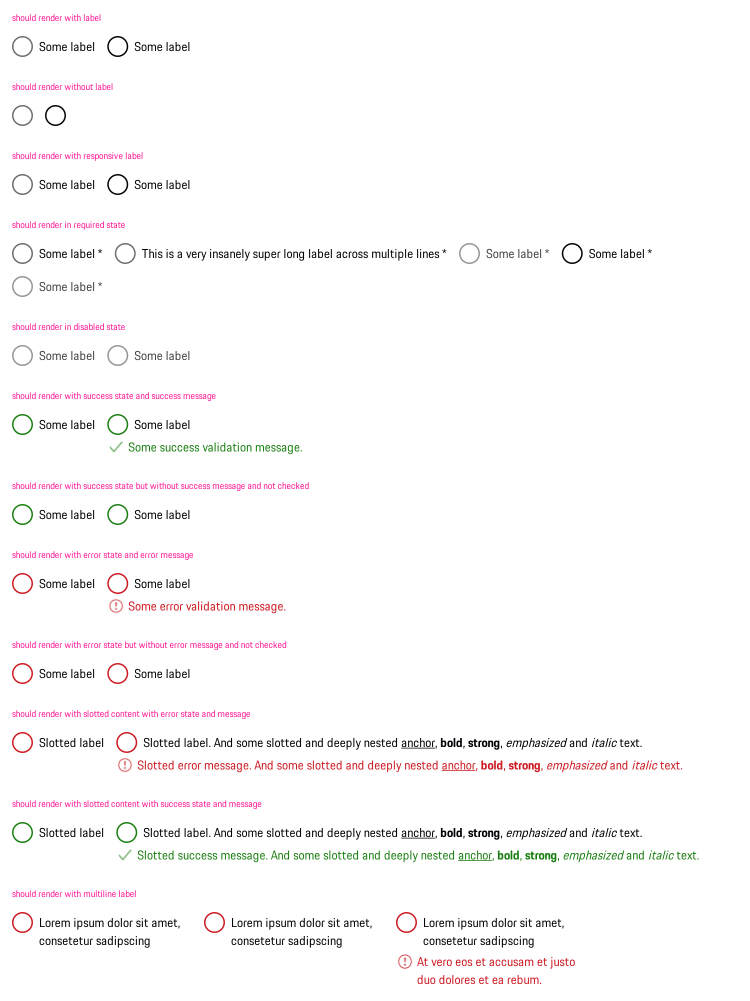 should render with label
Some label Some label
should render without label
should render with responsive label
Some label Some label
should render in required state
Some label * This is a very insanely super long label across multiple lines * Some label * Some label *
Some label *
should render in disabled state
Some label Some label
should render with success state and success message
Some label Some label
Some success validation message.
should render with success state but without success message and not checked
Some label Some label
should render with error state and error message
Some label Some label
Some error validation message.
should render with error state but without error message and not checked
Some label Some label
should render with slotted content with error state and message
Slotted label Slotted label. And some slotted and deeply nested anchor, bold, strong, emphasized and italic text.
Slotted error message. And some slotted and deeply nested anchor, bold, strong, emphasized and italic text.
should render with slotted content with success state and message
Slotted label Slotted label. And some slotted and deeply nested anchor, bold, strong, emphasized and italic text.
Slotted success message. And some slotted and deeply nested anchor, bold, strong, emphasized and italic text.
should render with multiline label
Lorem ipsum dolor sit amet, Lorem ipsum dolor sit amet, Lorem ipsum dolor sit amet,
consetetur sadipscing consetetur sadipscing consetetur sadipscing
At vero eos et accusam et justo
duo dolores et ea rebum.